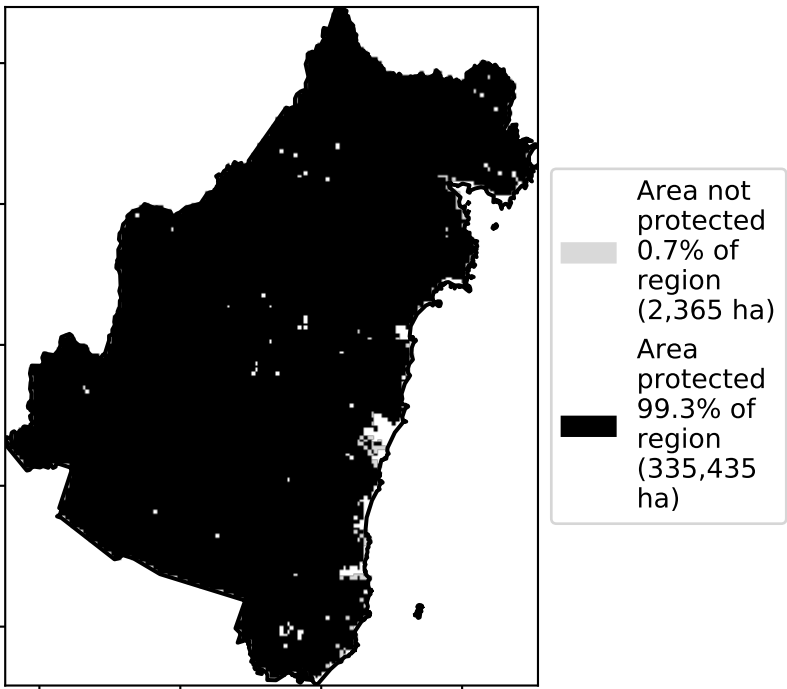 Area not
protected
0.7% of
region
(2,365 ha)
Area
protected
99.3% of
region
(335,435
ha)